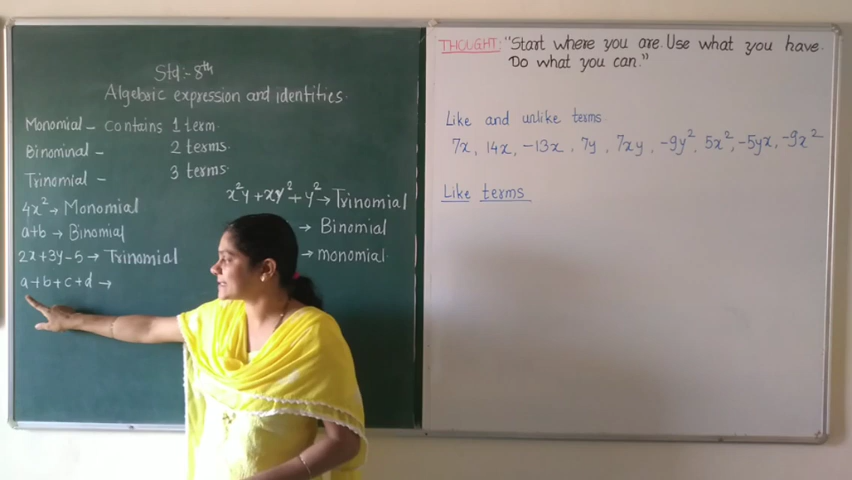 Std:- 8th
Algebric expression and identities.
Monomial - contains 1 term.
Binominal - 2 terms.
Trinomial - 3 terms.
4x² → Monomial
a+b → Binomial
2x+3y-5 → Trinomial
a+b+c+d →
x²y + xy² + y² → Trinomial
→ Binomial
→ monomial
THOUGHT: "Start where you are. Use what you have.
Do what you can."
Like and unlike terms
7x, 14x, -13x, 7y, 7xy, -9y², 5x², -5yx, -9x²
Like terms